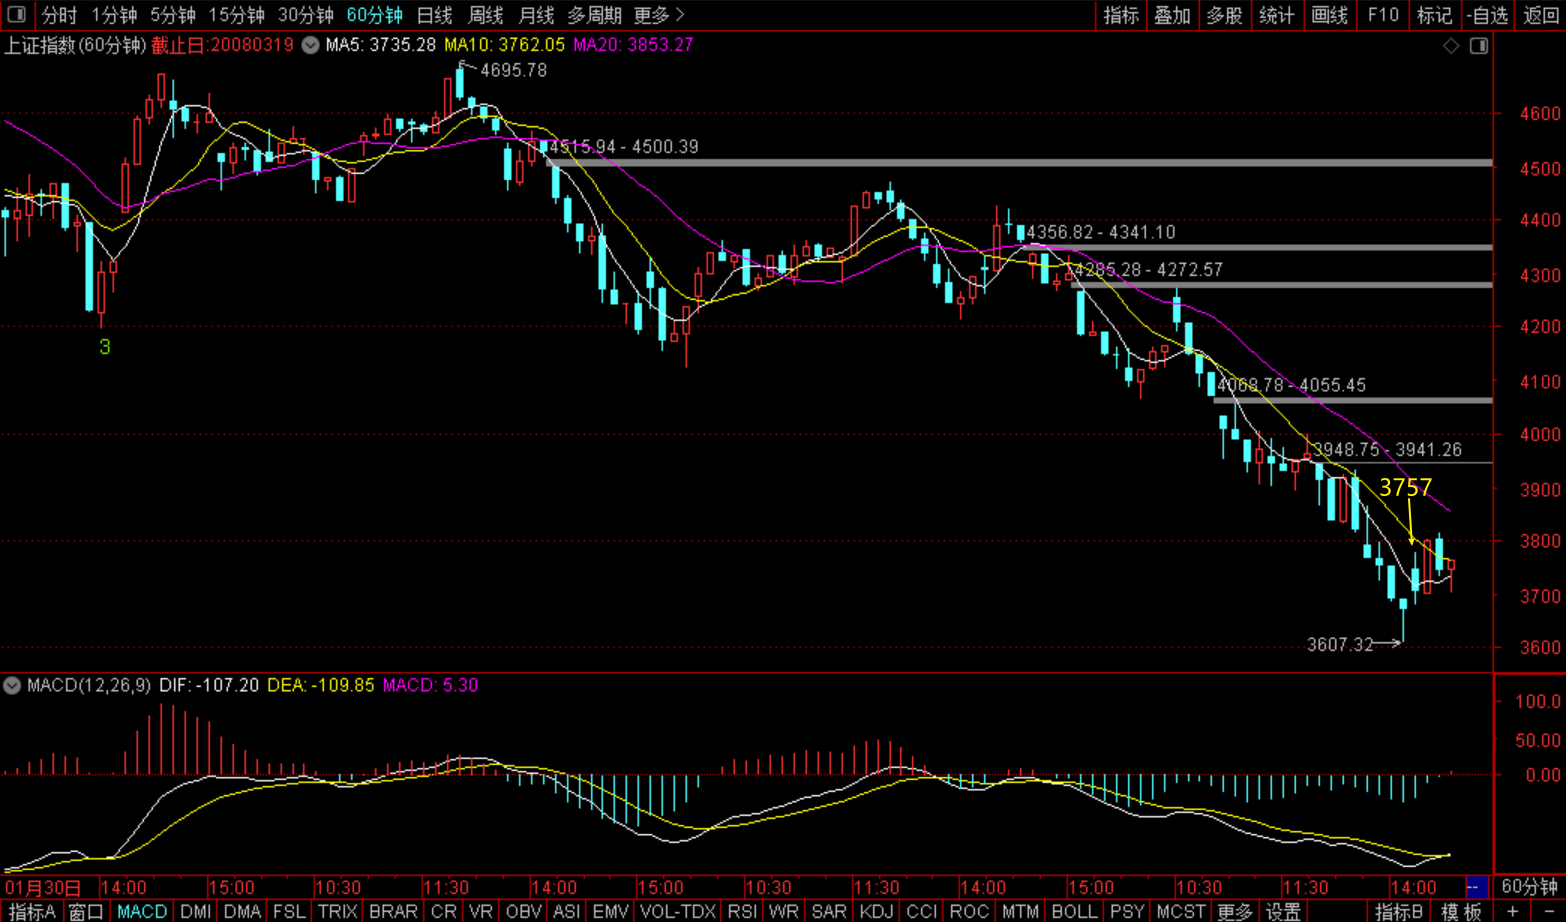 分时 1分钟 5分钟 15分钟 30分钟 60分钟 日线 周线 月线 多周期 更多 > 指标 叠加 多股 统计 画线 F10 标记 -自选 返回
上证指数(60分钟) 截止日:20080319 MA5: 3735.28 MA10: 3762.05 MA20: 3853.27
4695.78
4600
4515.94 - 4500.39
4500
4400
4356.82 - 4341.10
4285.28 - 4272.57
4300
4200
3
4100
4068.78 - 4055.45
4000
3948.75 - 3941.26
3900
3757
3800
3700
3607.32
3600
MACD(12,26,9) DIF: -107.20 DEA: -109.85 MACD: 5.30
100.0
50.00
0.00
01月30日 14:00 15:00 10:30 11:30 14:00 15:00 10:30 11:30 14:00 15:00 10:30 11:30 14:00 -- 60分钟
指标A 窗口 MACD DMI DMA FSL TRIX BRAR CR VR OBV ASI EMV VOL-TDX RSI WR SAR KDJ CCI ROC MTM BOLL PSY MCST 更多 设置 指标B 模板 + -